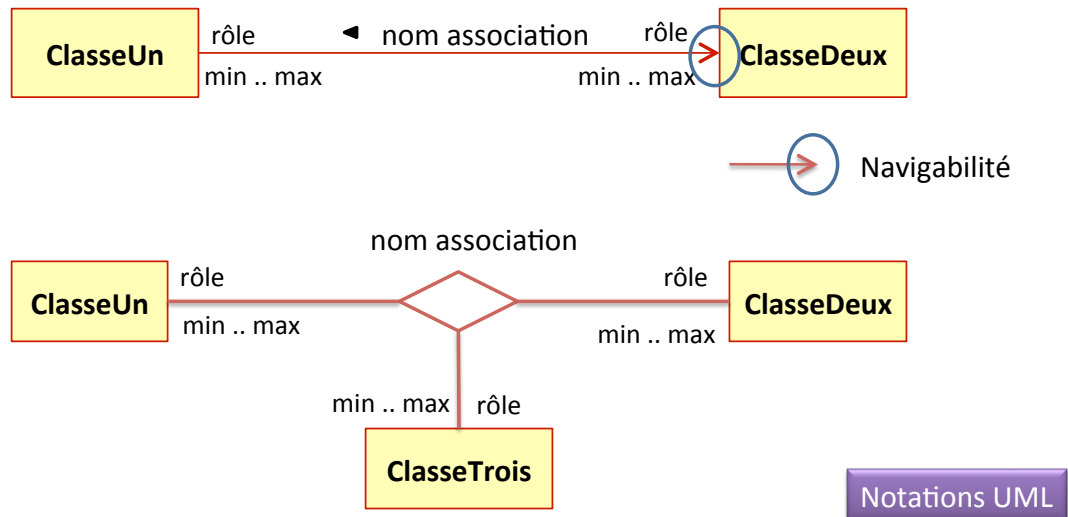 rôle ◄ nom association rôle
ClasseUn ClasseDeux
min .. max min .. max
Navigabilité
nom association
rôle rôle
ClasseUn ClasseDeux
min .. max min .. max
min .. max rôle
ClasseTrois
Notations UML